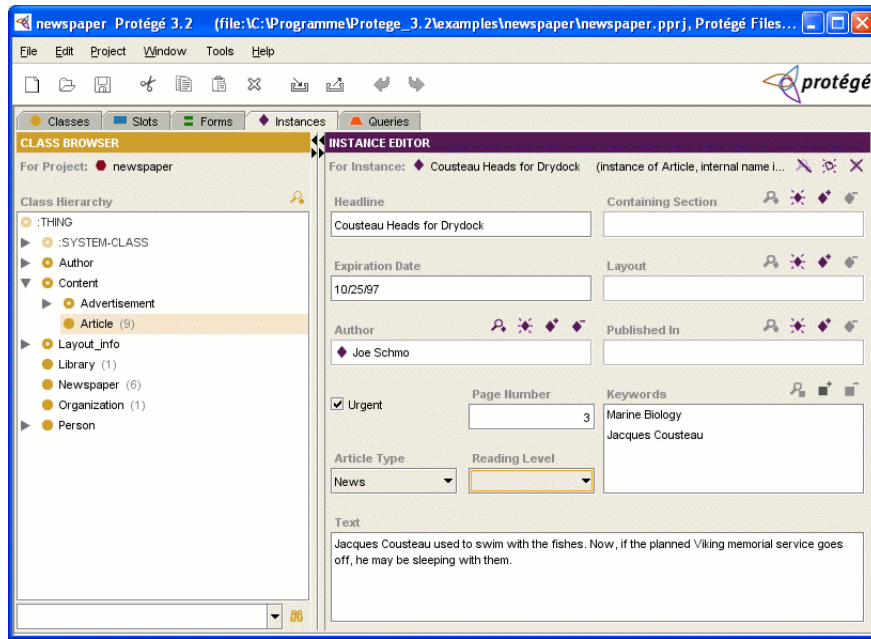 newspaper Protégé 3.2 (file:\C:\Programme\Protege_3.2\examples\newspaper\newspaper.pprj, Protégé Files...
File Edit Project Window Tools Help
protégé
Classes Slots Forms Instances Queries
CLASS BROWSER
For Project: newspaper
Class Hierarchy
:THING
:SYSTEM-CLASS
Author
Content
Advertisement
Article (9)
Layout_info
Library (1)
Newspaper (6)
Organization (1)
Person
INSTANCE EDITOR
For Instance: Cousteau Heads for Drydock (instance of Article, internal name i...
Headline
Cousteau Heads for Drydock
Containing Section
Expiration Date
10/25/97
Layout
Author
Joe Schmo
Published In
Urgent
Page Number
3
Keywords
Marine Biology
Jacques Cousteau
Article Type
News
Reading Level
Text
Jacques Cousteau used to swim with the fishes. Now, if the planned Viking memorial service goes
off, he may be sleeping with them.